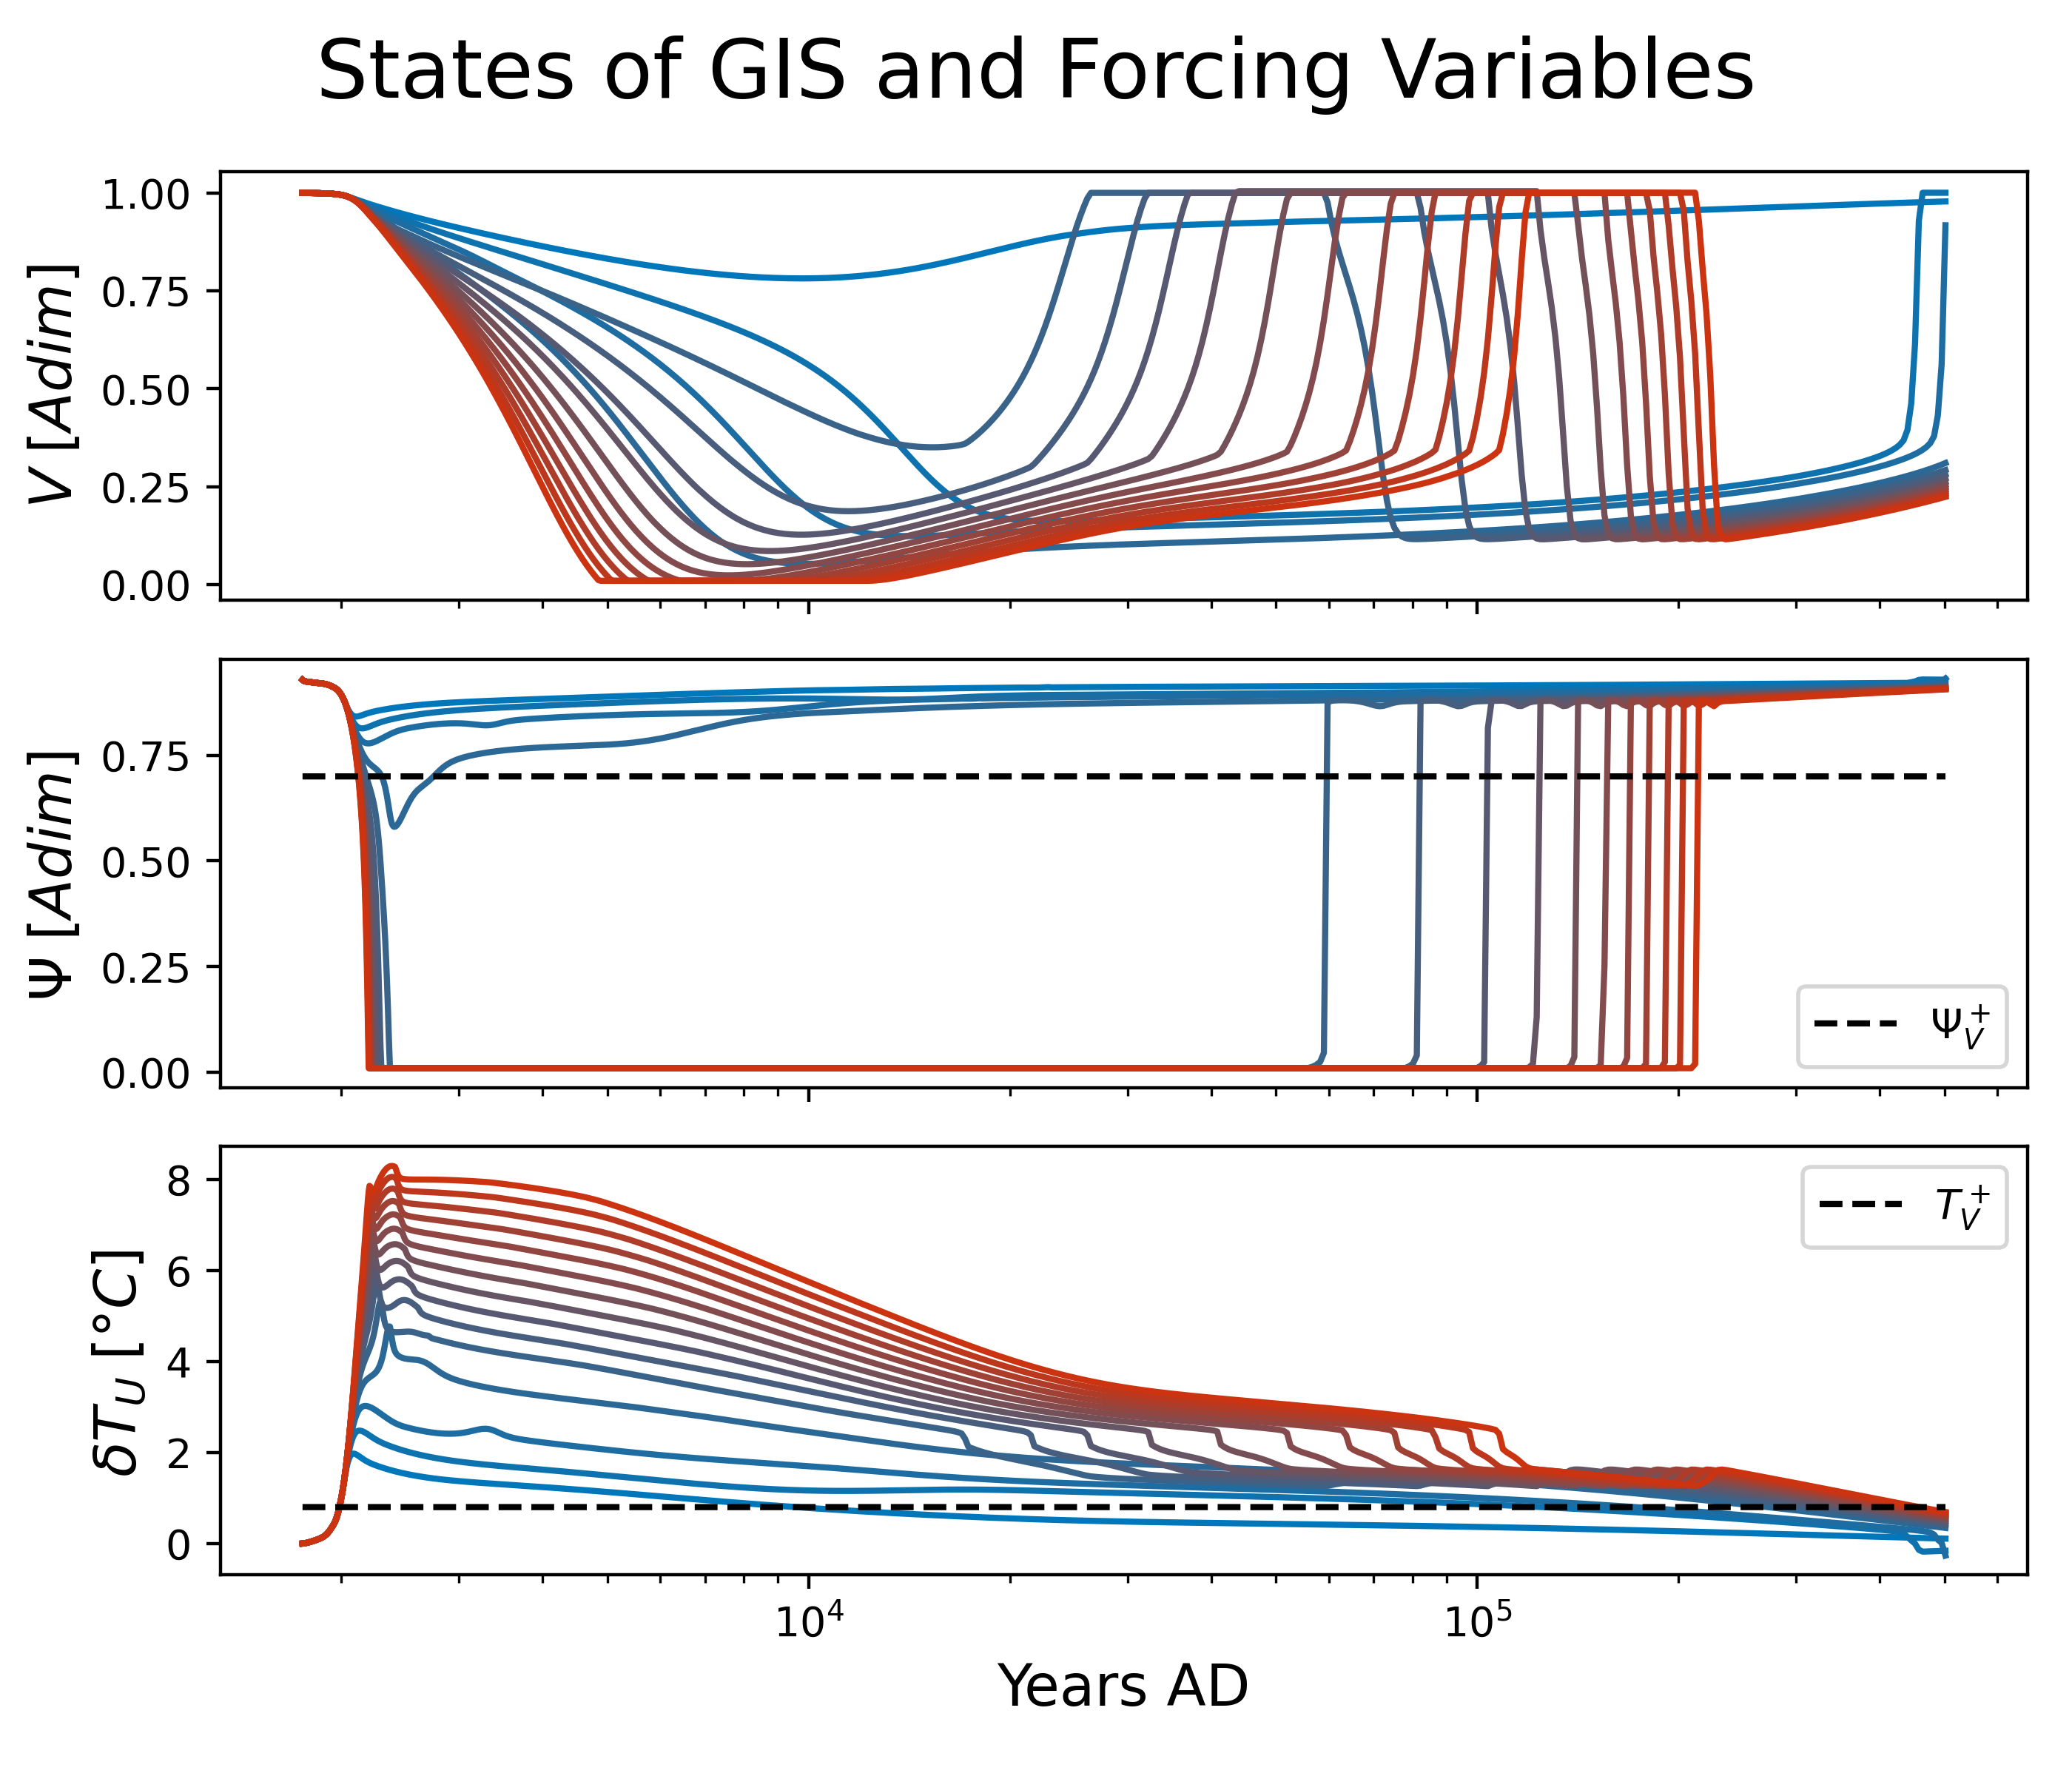 States of GIS and Forcing Variables
V [Adim]
1.00
0.75
0.50
0.25
0.00
Ψ [Adim]
0.75
0.50
0.25
0.00
Ψ_V^+
δT_U [°C]
8
6
4
2
0
T_V^+
10^4
10^5
Years AD